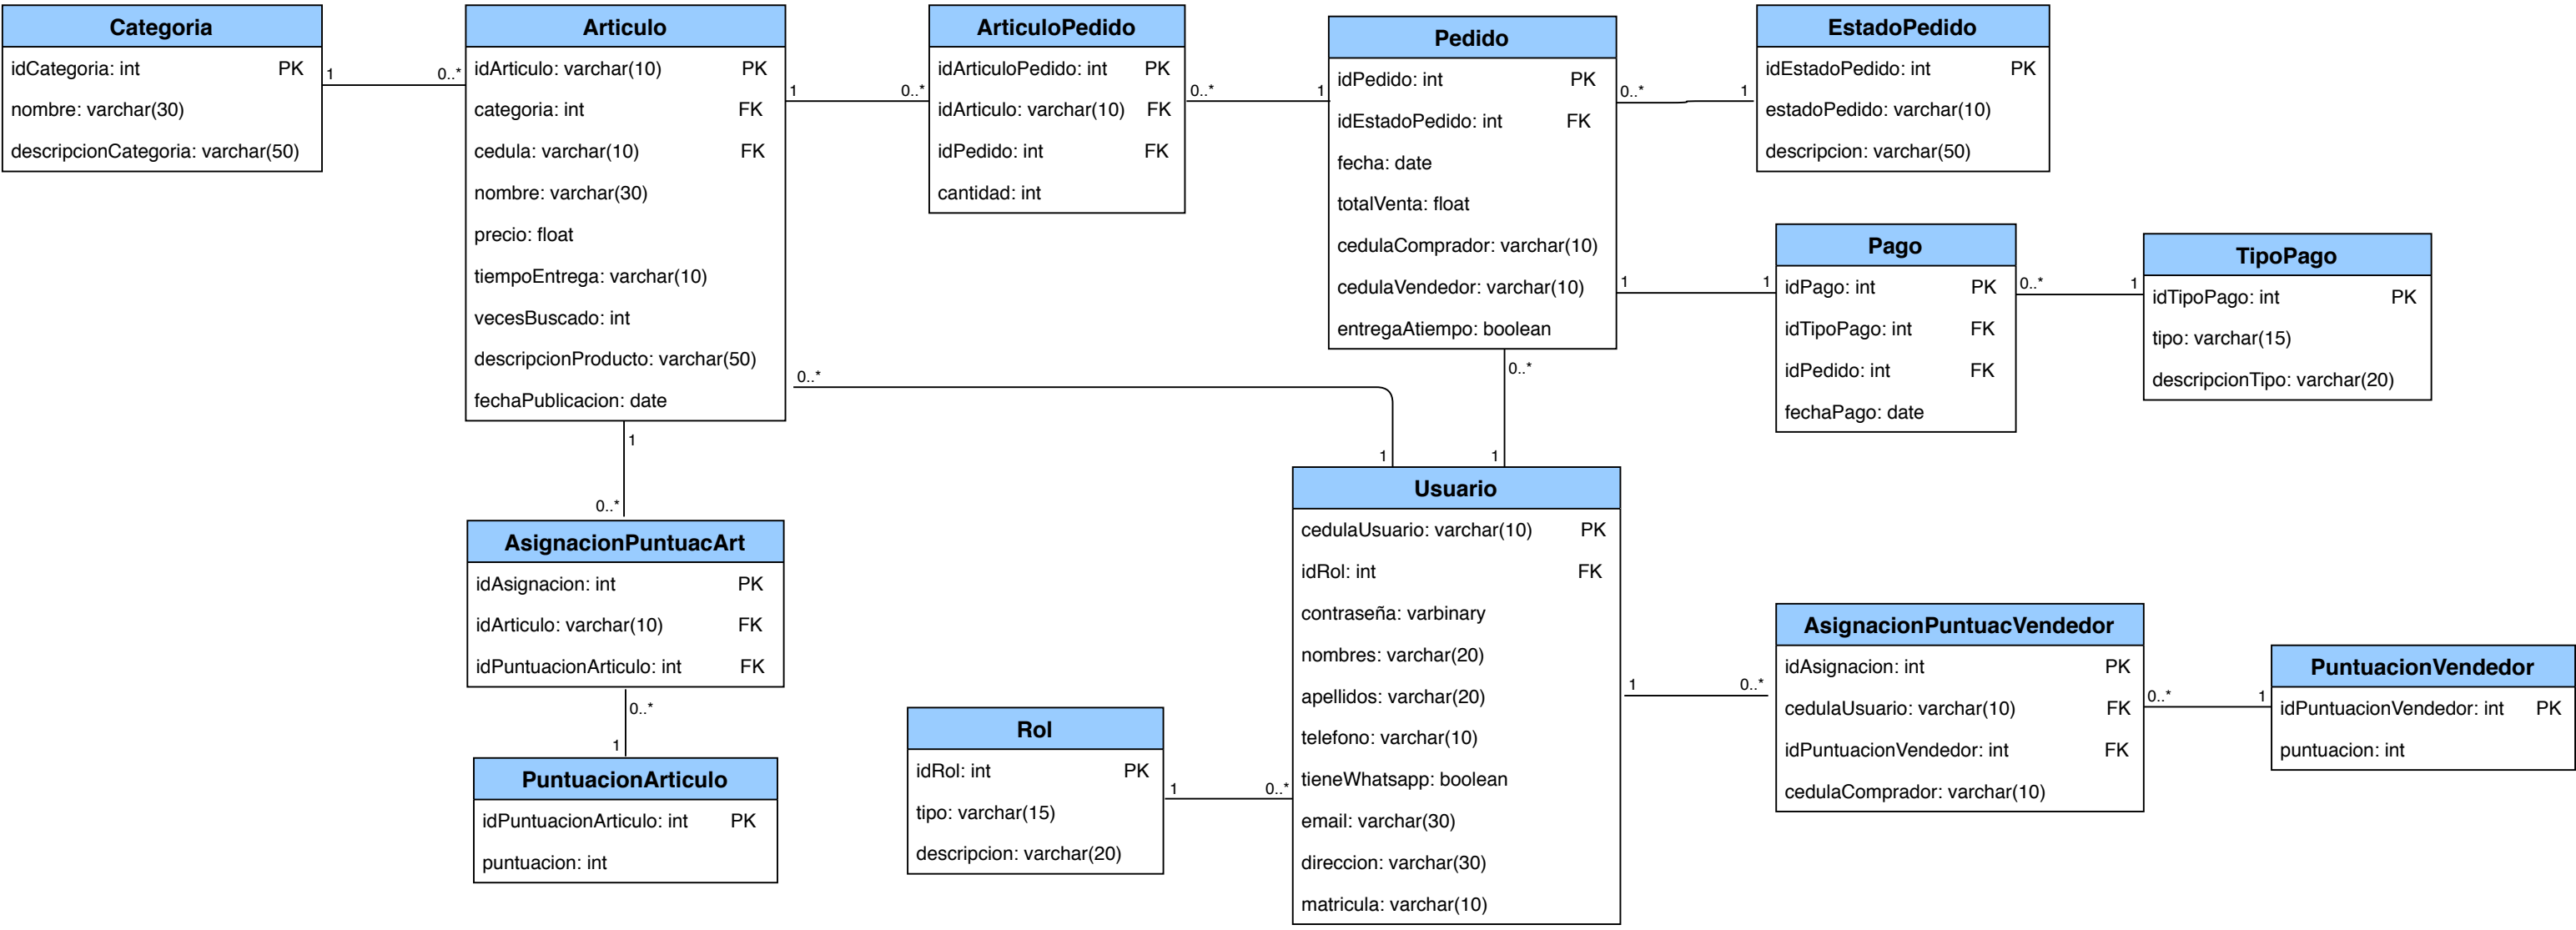 Categoria
idCategoria: int PK
nombre: varchar(30)
descripcionCategoria: varchar(50)
1 0..*
Articulo
idArticulo: varchar(10) PK
categoria: int FK
cedula: varchar(10) FK
nombre: varchar(30)
precio: float
tiempoEntrega: varchar(10)
vecesBuscado: int
descripcionProducto: varchar(50)
fechaPublicacion: date
1 0..*
ArticuloPedido
idArticuloPedido: int PK
idArticulo: varchar(10) FK
idPedido: int FK
cantidad: int
0..* 1
Pedido
idPedido: int PK
idEstadoPedido: int FK
fecha: date
totalVenta: float
cedulaComprador: varchar(10)
cedulaVendedor: varchar(10)
entregaAtiempo: boolean
0..* 1
EstadoPedido
idEstadoPedido: int PK
estadoPedido: varchar(10)
descripcion: varchar(50)
1 1
Pago
idPago: int PK
idTipoPago: int FK
idPedido: int FK
fechaPago: date
0..* 1
TipoPago
idTipoPago: int PK
tipo: varchar(15)
descripcionTipo: varchar(20)
0..*
1
0..*
1
1
0..*
AsignacionPuntuacArt
idAsignacion: int PK
idArticulo: varchar(10) FK
idPuntuacionArticulo: int FK
0..*
1
PuntuacionArticulo
idPuntuacionArticulo: int PK
puntuacion: int
Rol
idRol: int PK
tipo: varchar(15)
descripcion: varchar(20)
1 0..*
Usuario
cedulaUsuario: varchar(10) PK
idRol: int FK
contraseña: varbinary
nombres: varchar(20)
apellidos: varchar(20)
telefono: varchar(10)
tieneWhatsapp: boolean
email: varchar(30)
direccion: varchar(30)
matricula: varchar(10)
1 0..*
AsignacionPuntuacVendedor
idAsignacion: int PK
cedulaUsuario: varchar(10) FK
idPuntuacionVendedor: int FK
cedulaComprador: varchar(10)
0..* 1
PuntuacionVendedor
idPuntuacionVendedor: int PK
puntuacion: int